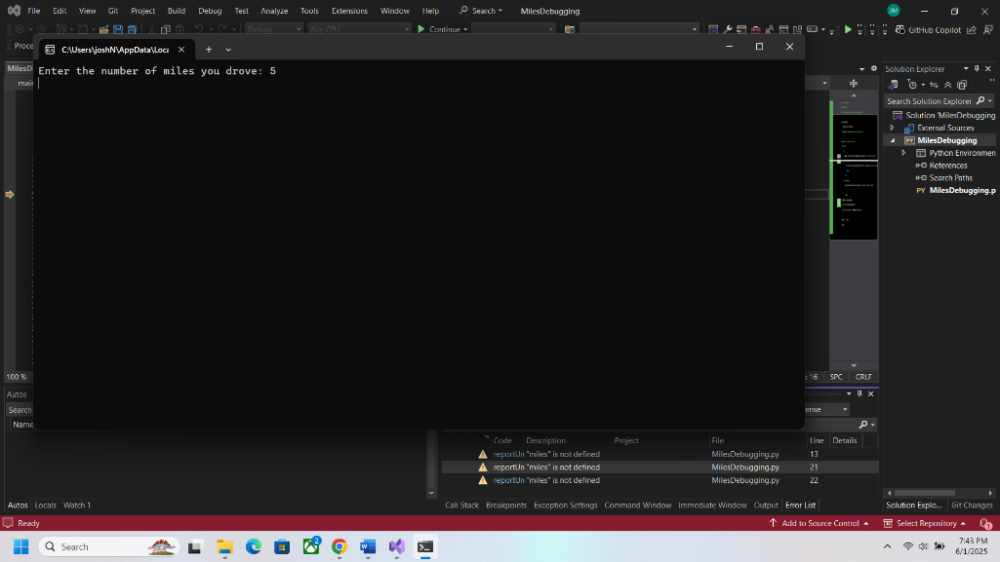 File Edit View Git Project Build Debug Test Analyze Tools Extensions Window Help Search MilesDebugging JM
Debug Any CPU Continue GitHub Copilot
Proce
C:\Users\joshN\AppData\Loca
MilesD
main
Enter the number of miles you drove: 5
Solution Explorer
Search Solution Explorer
Solution 'MilesDebugging
External Sources
PY MilesDebugging
Python Environmen
References
Search Paths
PY MilesDebugging.p
100 %
: 16 SPC CRLF
Autos
Search
ense
Name
Code Description Project File Line Details
reportUn "miles" is not defined MilesDebugging.py 13
reportUn "miles" is not defined MilesDebugging.py 21
reportUn "miles" is not defined MilesDebugging.py 22
Autos Locals Watch 1
Call Stack Breakpoints Exception Settings Command Window Immediate Window Output Error List
Solution Explo... Git Changes
Ready
Add to Source Control Select Repository 1
Search
2
7:43 PM
6/1/2025